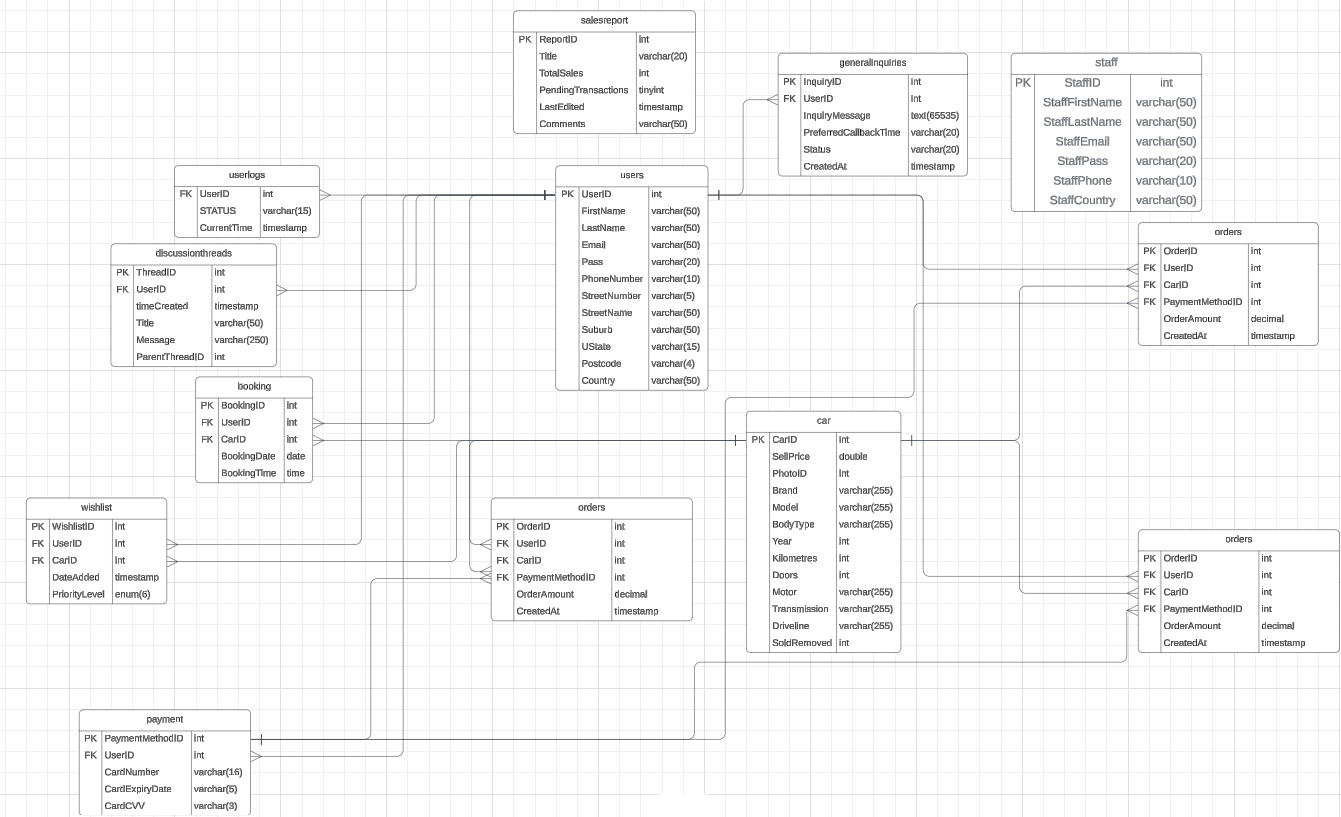 salesreport
PK ReportID int
Title varchar(20)
TotalSales int
PendingTransactions tinyint
LastEdited timestamp
Comments varchar(50)
generalinquiries
PK InquiryID int
FK UserID int
InquiryMessage text(65535)
PreferredCallbackTime varchar(20)
Status varchar(20)
CreatedAt timestamp
staff
PK StaffID int
StaffFirstName varchar(50)
StaffLastName varchar(50)
StaffEmail varchar(50)
StaffPass varchar(20)
StaffPhone varchar(10)
StaffCountry varchar(50)
userlogs
FK UserID int
STATUS varchar(15)
CurrentTime timestamp
users
PK UserID int
FirstName varchar(50)
LastName varchar(50)
Email varchar(50)
Pass varchar(20)
PhoneNumber varchar(10)
StreetNumber varchar(5)
StreetName varchar(50)
Suburb varchar(50)
UState varchar(15)
Postcode varchar(4)
Country varchar(50)
orders
PK OrderID int
FK UserID int
FK CarID int
FK PaymentMethodID int
OrderAmount decimal
CreatedAt timestamp
discussionthreads
PK ThreadID int
FK UserID int
timeCreated timestamp
Title varchar(50)
Message varchar(250)
ParentThreadID int
booking
PK BookingID int
FK UserID int
FK CarID int
BookingDate date
BookingTime time
car
PK CarID int
SellPrice double
PhotoID int
Brand varchar(255)
Model varchar(255)
BodyType varchar(255)
Year int
Kilometres int
Doors int
Motor varchar(255)
Transmission varchar(255)
Driveline varchar(255)
SoldRemoved int
wishlist
PK WishlistID int
FK UserID int
FK CarID int
DateAdded timestamp
PriorityLevel enum(6)
orders
PK OrderID int
FK UserID int
FK CarID int
FK PaymentMethodID int
OrderAmount decimal
CreatedAt timestamp
orders
PK OrderID int
FK UserID int
FK CarID int
FK PaymentMethodID int
OrderAmount decimal
CreatedAt timestamp
payment
PK PaymentMethodID int
FK UserID int
CardNumber varchar(16)
CardExpiryDate varchar(5)
CardCVV varchar(3)